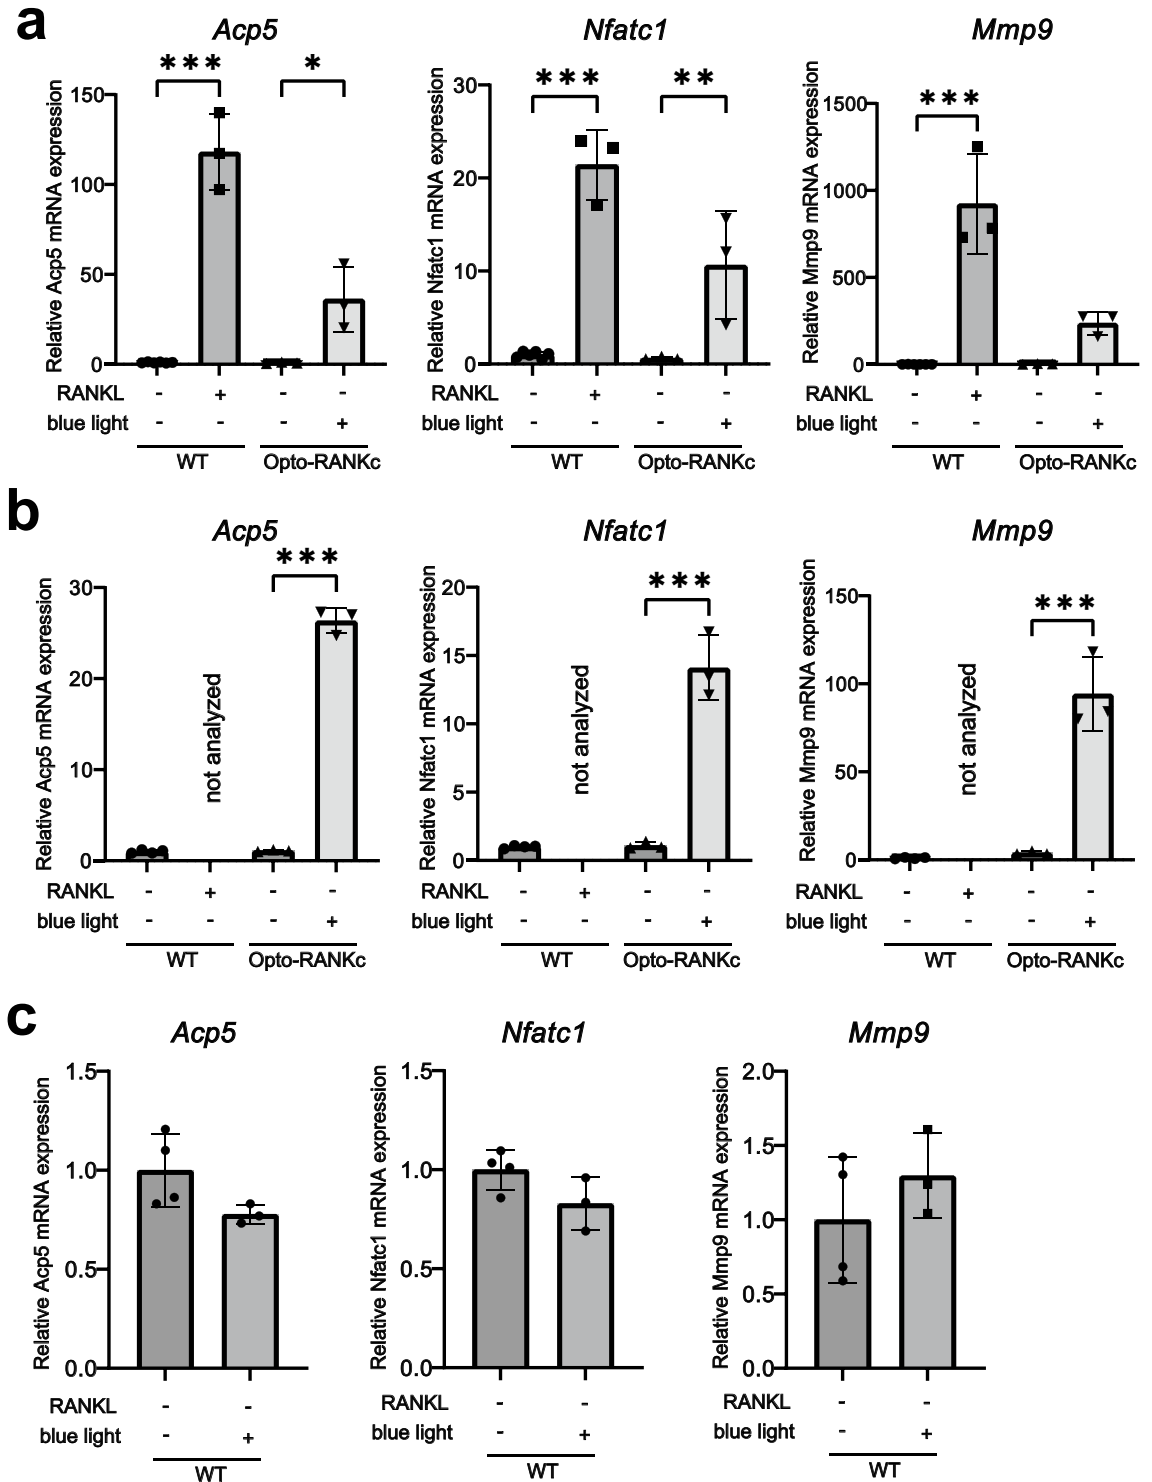 a
Acp5 Nfatc1 Mmp9
*** * *** ** ***
Relative Acp5 mRNA expression
150
100
50
0
Relative Nfatc1 mRNA expression
30
20
10
0
Relative Mmp9 mRNA expression
1500
1000
500
0
RANKL - + - - RANKL - + - - RANKL - + - -
blue light - - - + blue light - - - + blue light - - - +
WT Opto-RANKc WT Opto-RANKc WT Opto-RANKc
b
Acp5 Nfatc1 Mmp9
*** *** ***
Relative Acp5 mRNA expression
30
20
10
0
not analyzed
Relative Nfatc1 mRNA expression
20
15
10
5
0
not analyzed
Relative Mmp9 mRNA expression
150
100
50
0
not analyzed
RANKL - + - - RANKL - + - - RANKL - + - -
blue light - - - + blue light - - - + blue light - - - +
WT Opto-RANKc WT Opto-RANKc WT Opto-RANKc
c
Acp5 Nfatc1 Mmp9
Relative Acp5 mRNA expression
1.5
1.0
0.5
0.0
Relative Nfatc1 mRNA expression
1.5
1.0
0.5
0.0
Relative Mmp9 mRNA expression
2.0
1.5
1.0
0.5
0.0
RANKL - - RANKL - - RANKL - -
blue light - + blue light - + blue light - +
WT WT WT